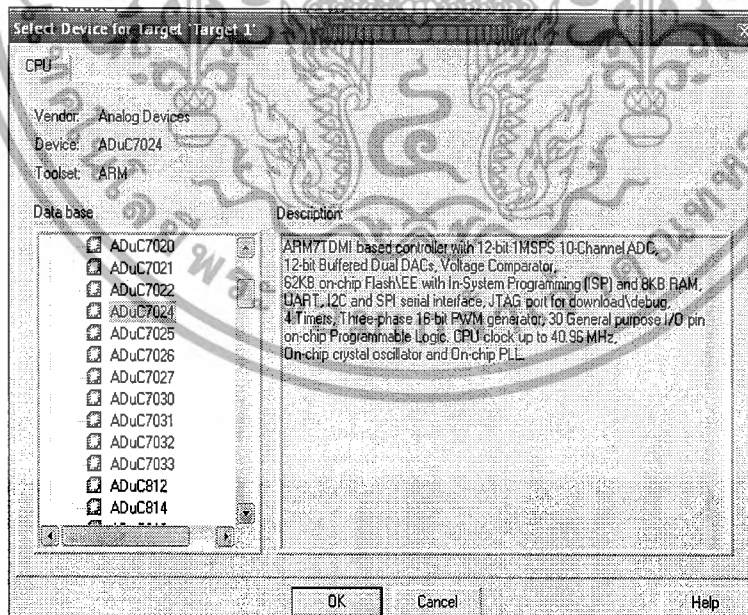 Select Device for Target 'Target 1'
CPU
Vendor: Analog Devices
Device: ADuC7024
Toolset: ARM
Data base
Description:
ADuC7020
ADuC7021
ADuC7022
ADuC7024
ADuC7025
ADuC7026
ADuC7027
ADuC7030
ADuC7031
ADuC7032
ADuC7033
ADuC812
ADuC814
ARM7TDMI based controller with 12-bit 1MSPS 10-Channel ADC,
12-bit Buffered Dual DACs, Voltage Comparator,
62KB on-chip Flash\EE with In-System Programming (ISP) and 8KB RAM,
UART, I2C and SPI serial interface, JTAG port for download\debug,
4 Timers, Three-phase 16-bit PWM generator, 30 General purpose I/O pin
on-chip Programmable Logic. CPU clock up to 40.96 MHz.
On-chip crystal oscillator and On-chip PLL.
OK
Cancel
Help